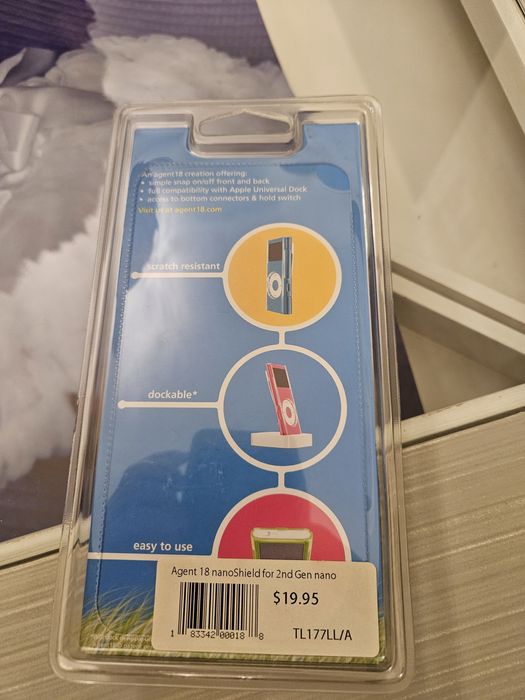 An agent18 creation offering:
• simple snap on/off front and back
• full compatibility with Apple Universal Dock
• access to bottom connectors & hold switch
Visit us at agent18.com
scratch resistant
dockable*
easy to use
Agent 18 nanoShield for 2nd Gen nano
$19.95
1 83342 00018 8
TL177LL/A